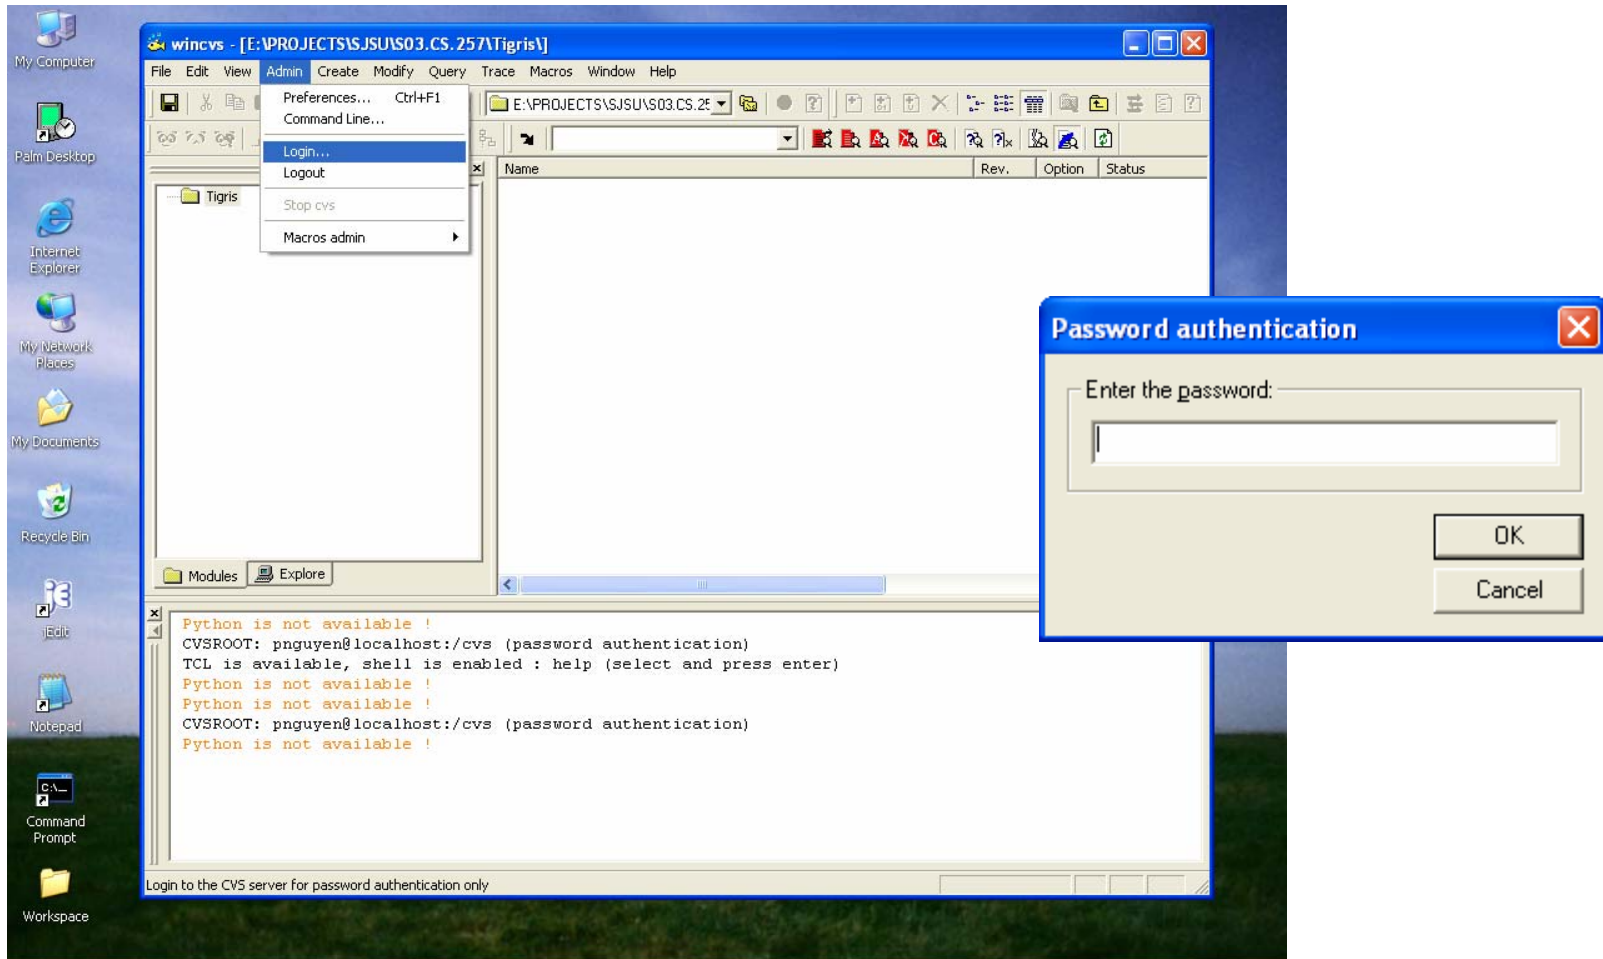 My Computer
Palm Desktop
Internet
Explorer
My Network
Places
My Documents
Recycle Bin
jEdit
Notepad
C:\_
Command
Prompt
Workspace
wincvs - [E:\PROJECTS\SJSU\S03.CS.257\Tigris\]
File Edit View Admin Create Modify Query Trace Macros Window Help
Preferences... Ctrl+F1
Command Line...
Login...
Logout
Stop cvs
Macros admin
E:\PROJECTS\SJSU\S03.CS.25
Name Rev. Option Status
Tigris
Modules Explore
Python is not available !
CVSROOT: pnguyen@localhost:/cvs (password authentication)
TCL is available, shell is enabled : help (select and press enter)
Python is not available !
Python is not available !
CVSROOT: pnguyen@localhost:/cvs (password authentication)
Python is not available !
Login to the CVS server for password authentication only
Password authentication
Enter the password:
OK
Cancel